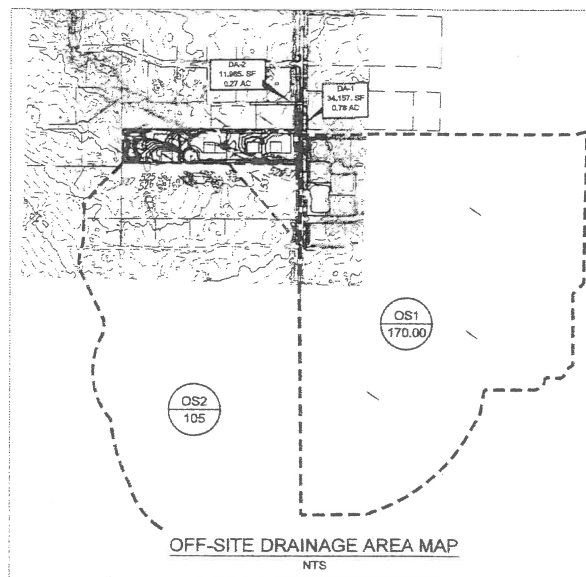 DA-2
11,965. SF
0.27 AC
DA-1
34,157. SF
0.78 AC
OS1
170.00
OS2
105
OFF-SITE DRAINAGE AREA MAP
NTS